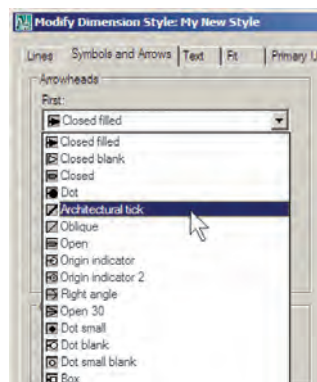 Modify Dimension Style: My New Style
Lines Symbols and Arrows Text Fit Primary U
Arrowheads
First:
Closed filled
Closed filled
Closed blank
Closed
Dot
Architectural tick
Oblique
Open
Origin indicator
Origin indicator 2
Right angle
Open 30
Dot small
Dot blank
Dot small blank
Box